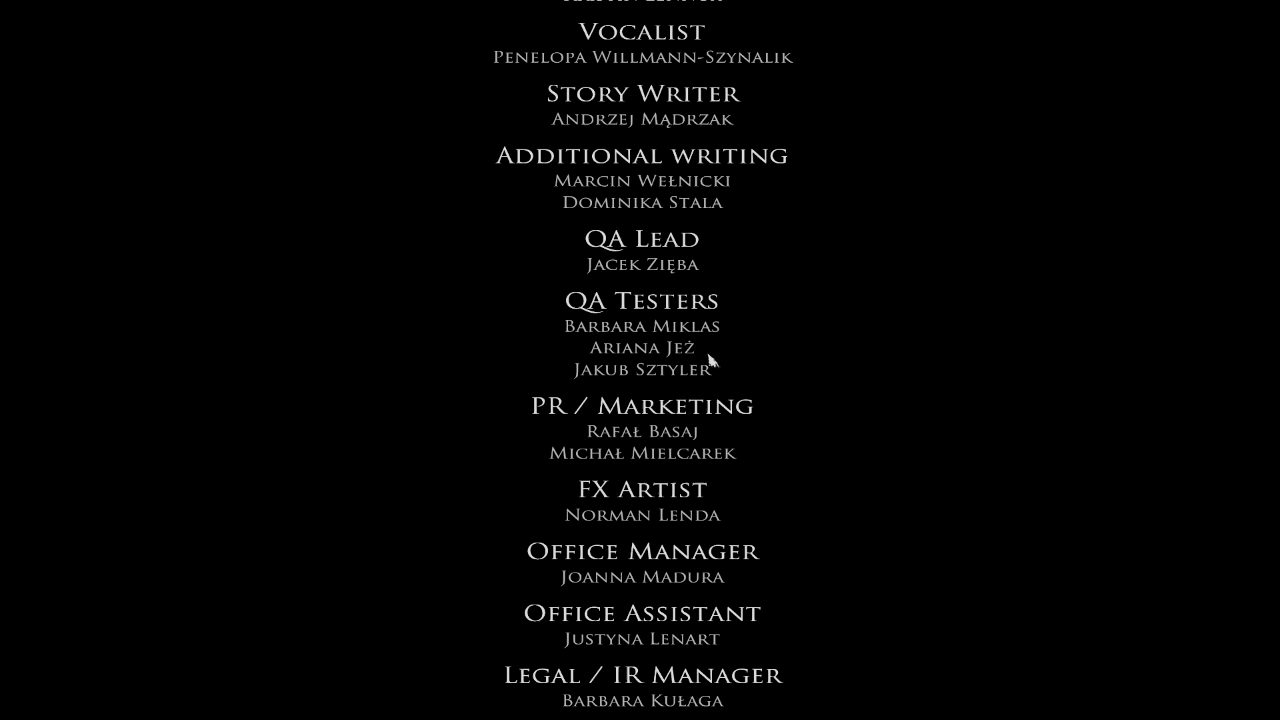 Vocalist
Penelopa Willmann-Szynalik
Story Writer
Andrzej Mądrzak
Additional writing
Marcin Wełnicki
Dominika Stala
QA Lead
Jacek Zięba
QA Testers
Barbara Miklas
Ariana Jeż
Jakub Sztyler
PR / Marketing
Rafał Basaj
Michał Mielcarek
FX Artist
Norman Lenda
Office Manager
Joanna Madura
Office Assistant
Justyna Lenart
Legal / IR Manager
Barbara Kułaga